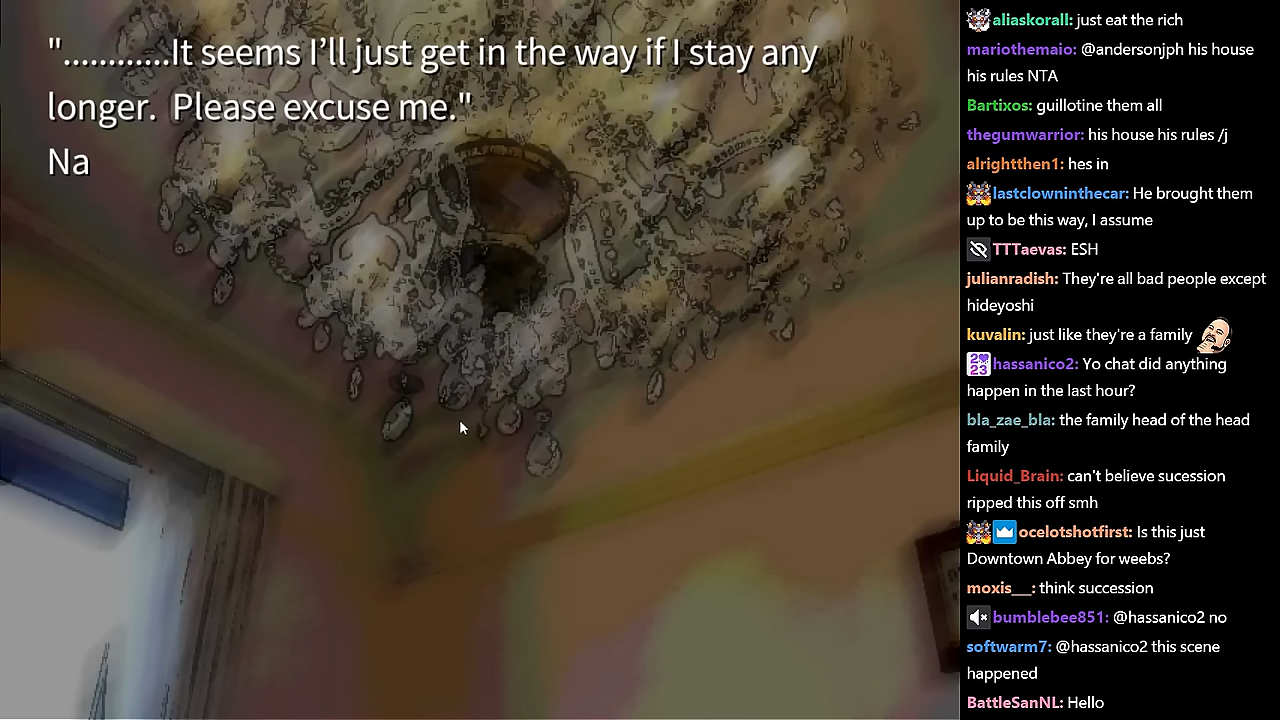 "............It seems I’ll just get in the way if I stay any
longer.  Please excuse me."
Na
aliaskorall: just eat the rich
mariothemaio: @andersonjph his house
his rules NTA
Bartixos: guillotine them all
thegumwarrior: his house his rules /j
alrightthen1: hes in
lastclowninthecar: He brought them
up to be this way, I assume
TTTaevas: ESH
julianradish: They're all bad people except
hideyoshi
kuvalin: just like they're a family
hassanico2: Yo chat did anything
happen in the last hour?
bla_zae_bla: the family head of the head
family
Liquid_Brain: can't believe sucession
ripped this off smh
ocelotshotfirst: Is this just
Downtown Abbey for weebs?
moxis___: think succession
bumblebee851: @hassanico2 no
softwarm7: @hassanico2 this scene
happened
BattleSanNL: Hello